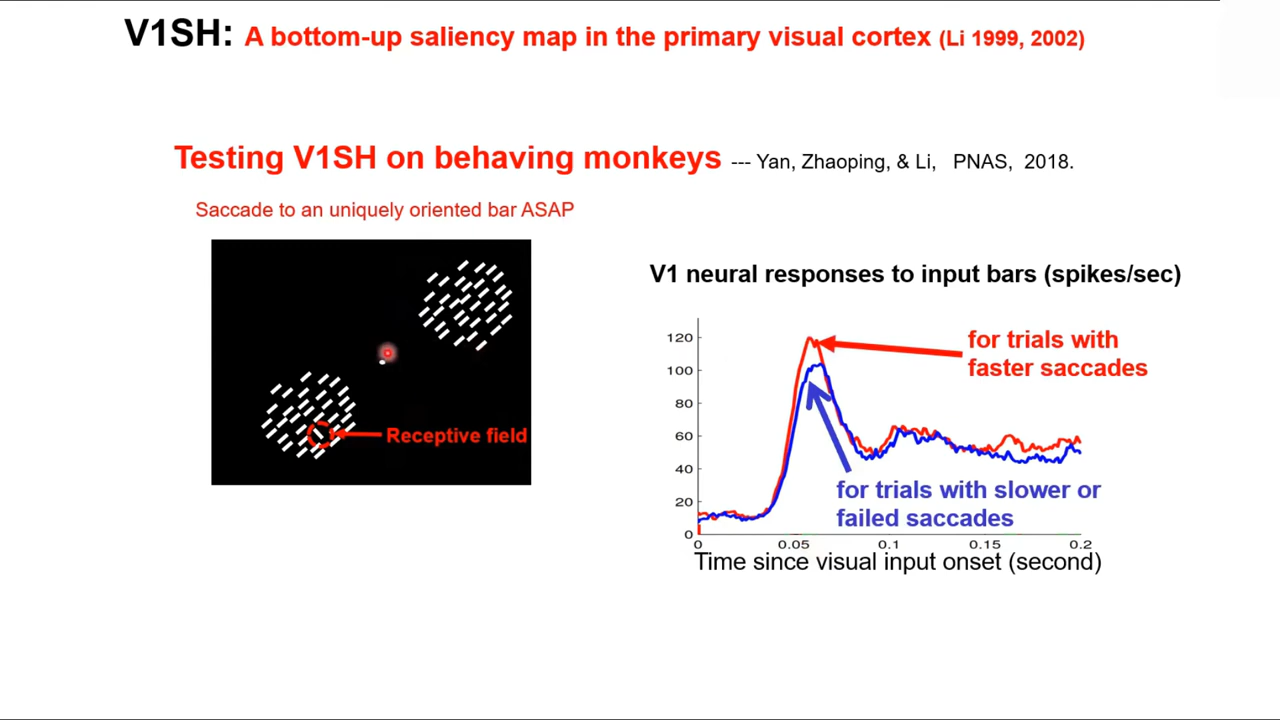 V1SH: A bottom-up saliency map in the primary visual cortex (Li 1999, 2002)
Testing V1SH on behaving monkeys --- Yan, Zhaoping, & Li, PNAS, 2018.
Saccade to an uniquely oriented bar ASAP
Receptive field
V1 neural responses to input bars (spikes/sec)
120
100
80
60
40
20
0
for trials with
faster saccades
for trials with slower or
failed saccades
0 0.05 0.1 0.15 0.2
Time since visual input onset (second)